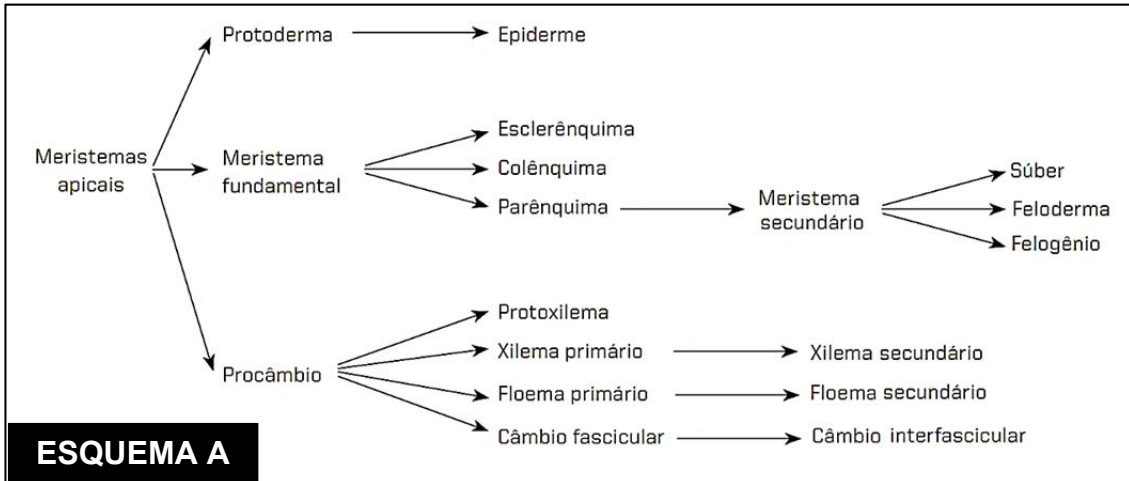 Protoderma
Epiderme
Esclerênquima
Meristemas
apicais
Meristema
fundamental
Colênquima
Parênquima
Meristema
secundário
Súber
Feloderma
Felogênio
Procâmbio
Protoxilema
Xilema primário
Xilema secundário
Floema primário
Floema secundário
Câmbio fascicular
Câmbio interfascicular
ESQUEMA A